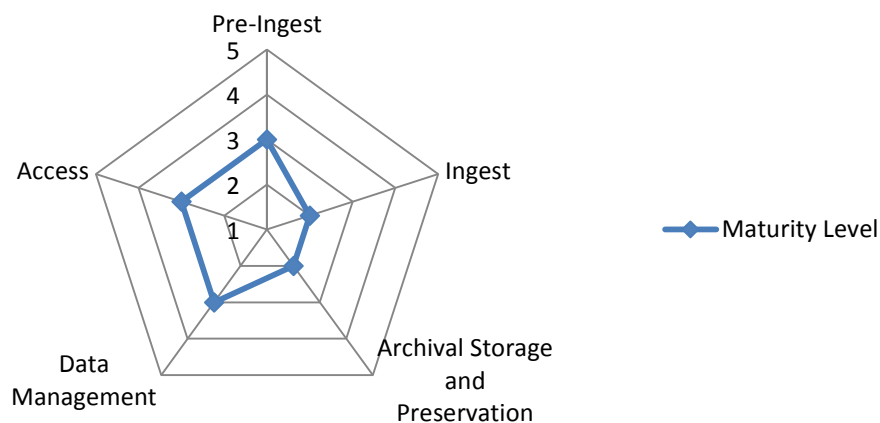 Pre-Ingest
5
4
3
2
1
Access
Ingest
Maturity Level
Data
Management
Archival Storage
and
Preservation